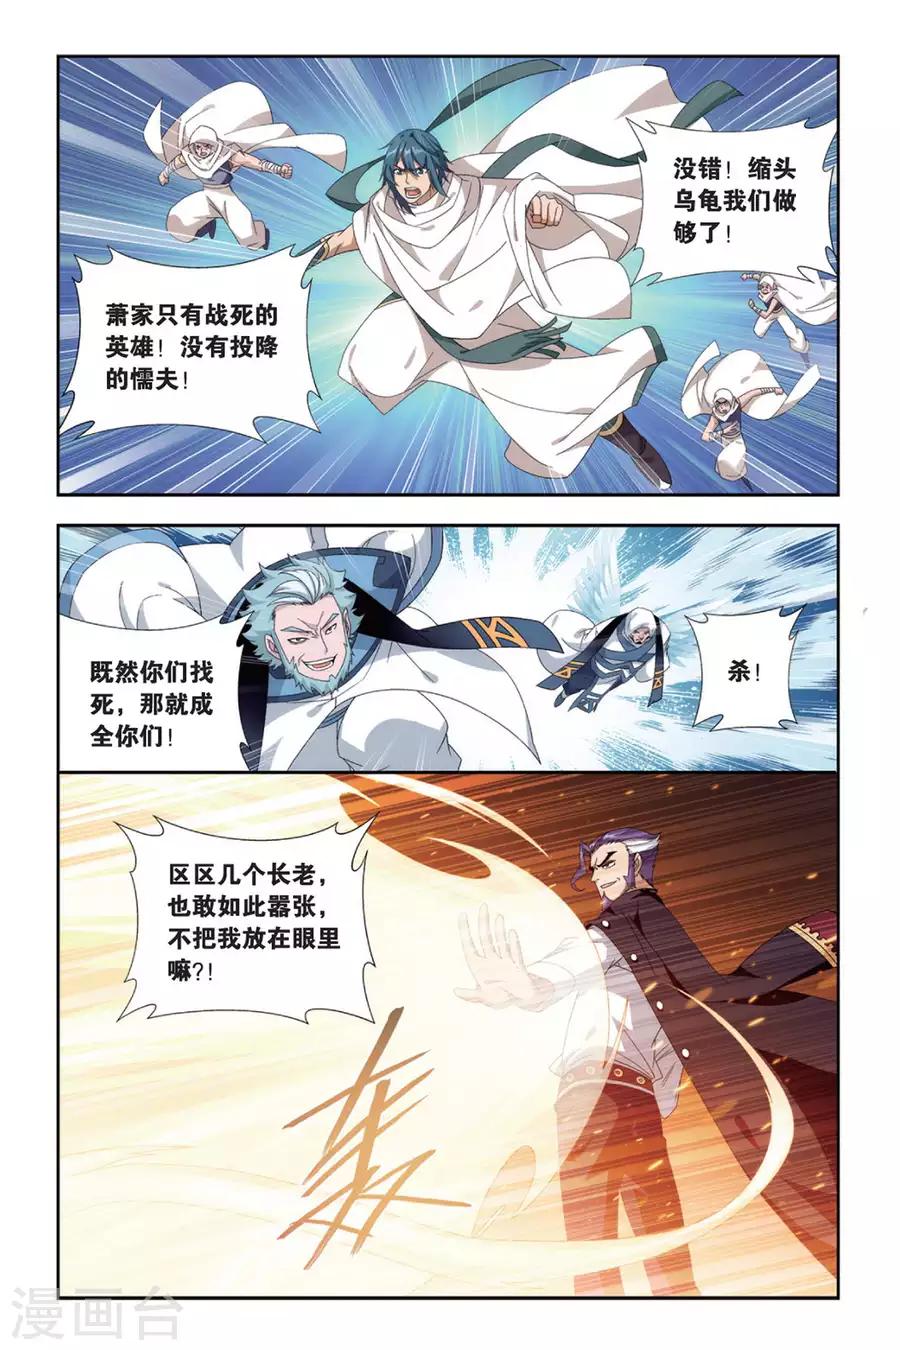 没错！缩头
乌龟我们做
够了！
萧家只有战死的
英雄！没有投降
的懦夫！
既然你们找
死，那就成
全你们！
杀！
区区几个长老，
也敢如此嚣张，
不把我放在眼里
嘛？！
轰
漫画台